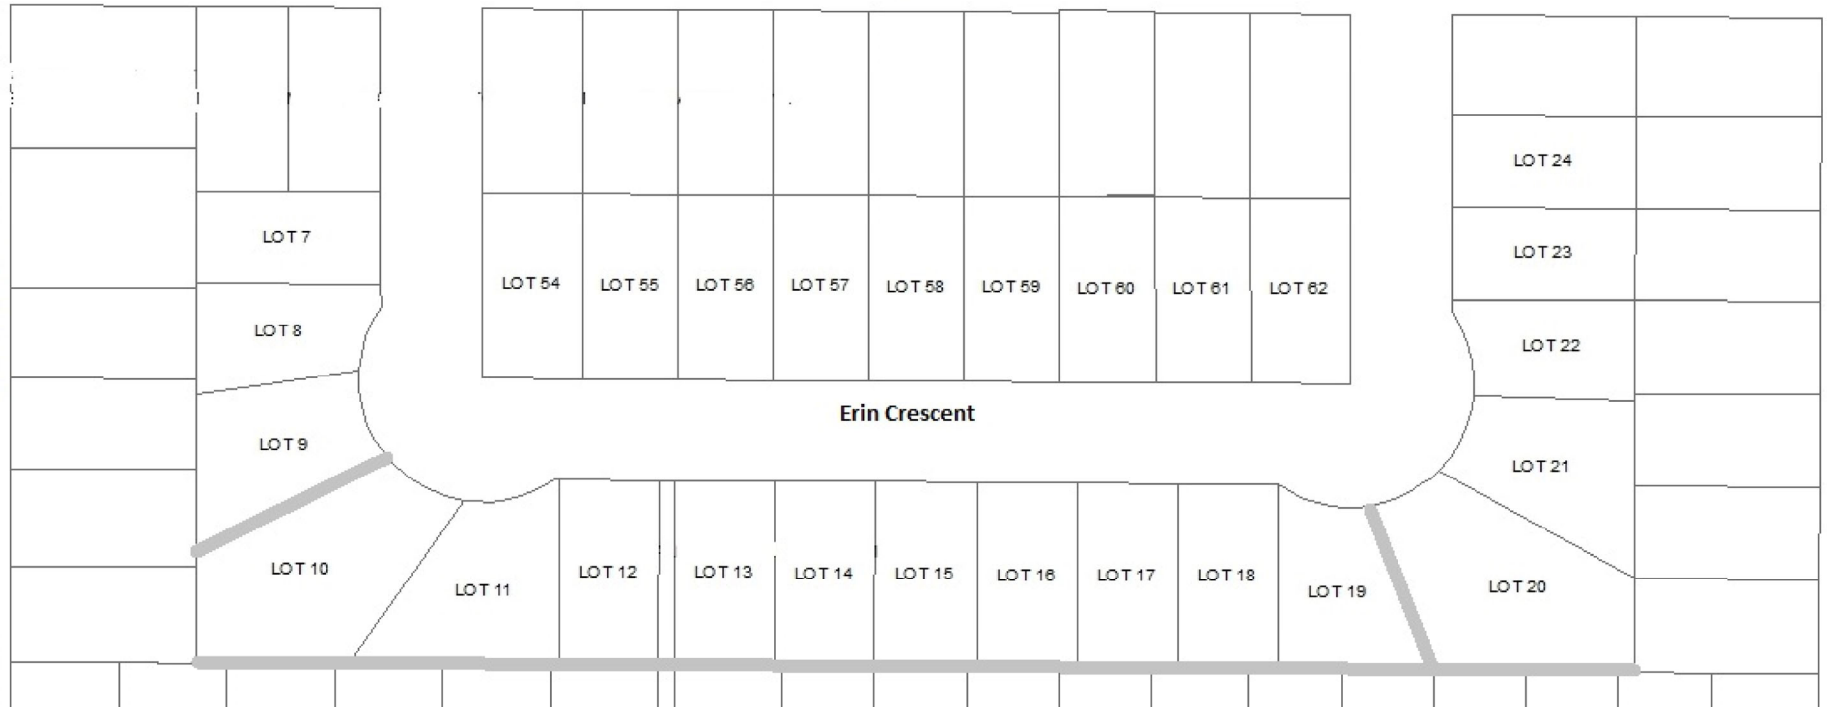 LOT 24
LOT 7
LOT 23
LOT 54
LOT 55
LOT 56
LOT 57
LOT 58
LOT 59
LOT 60
LOT 61
LOT 62
LOT 8
LOT 22
Erin Crescent
LOT 9
LOT 21
LOT 10
LOT 11
LOT 12
LOT 13
LOT 14
LOT 15
LOT 16
LOT 17
LOT 18
LOT 19
LOT 20